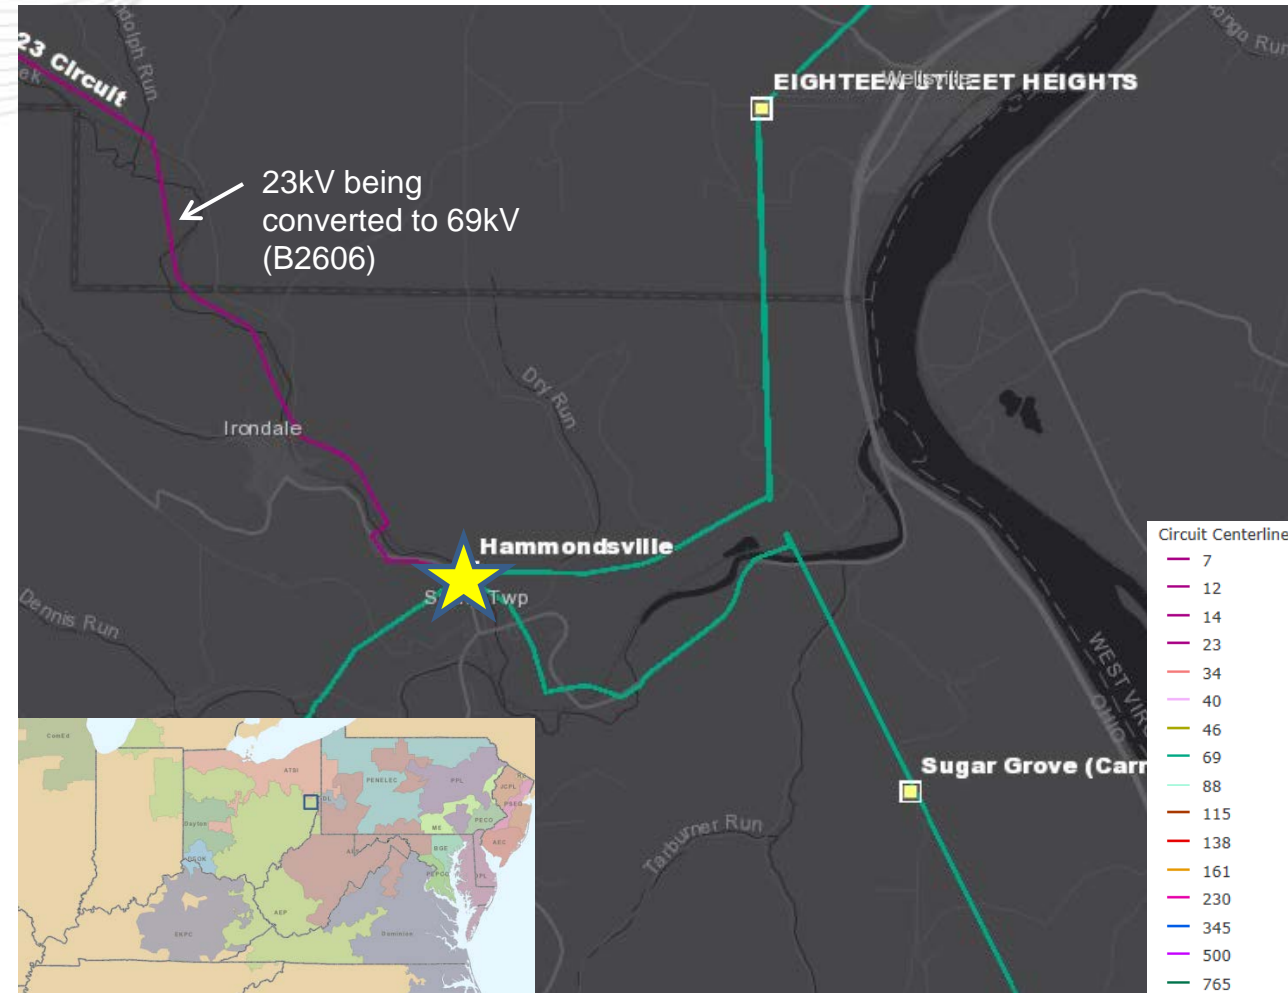 23 Circuit
EIGHTEEN STREET HEIGHTS
Wellsville
23kV being
converted to 69kV
(B2606)
Dry Run
Irondale
Hammondsville
Twp
Dennis Run
WEST VIR
OHIO
Sugar Grove (Carr
Tarburner Run
Circuit Centerline
7
12
14
23
34
40
46
69
88
115
138
161
230
345
500
765
ComEd
ATSI
PENELEC
PPL
JCPL
PSEG
DL
Dayton
ME
PECO
AEC
BGE
PEPCO
DPL
AEP
EKPC
Dominion